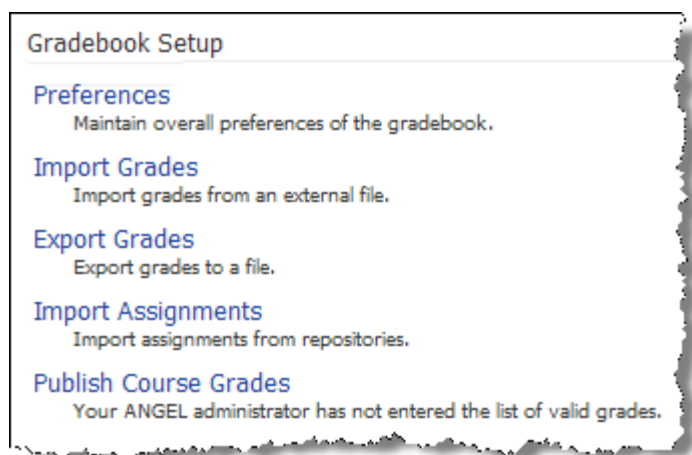 Gradebook Setup
Preferences
Maintain overall preferences of the gradebook.
Import Grades
Import grades from an external file.
Export Grades
Export grades to a file.
Import Assignments
Import assignments from repositories.
Publish Course Grades
Your ANGEL administrator has not entered the list of valid grades.